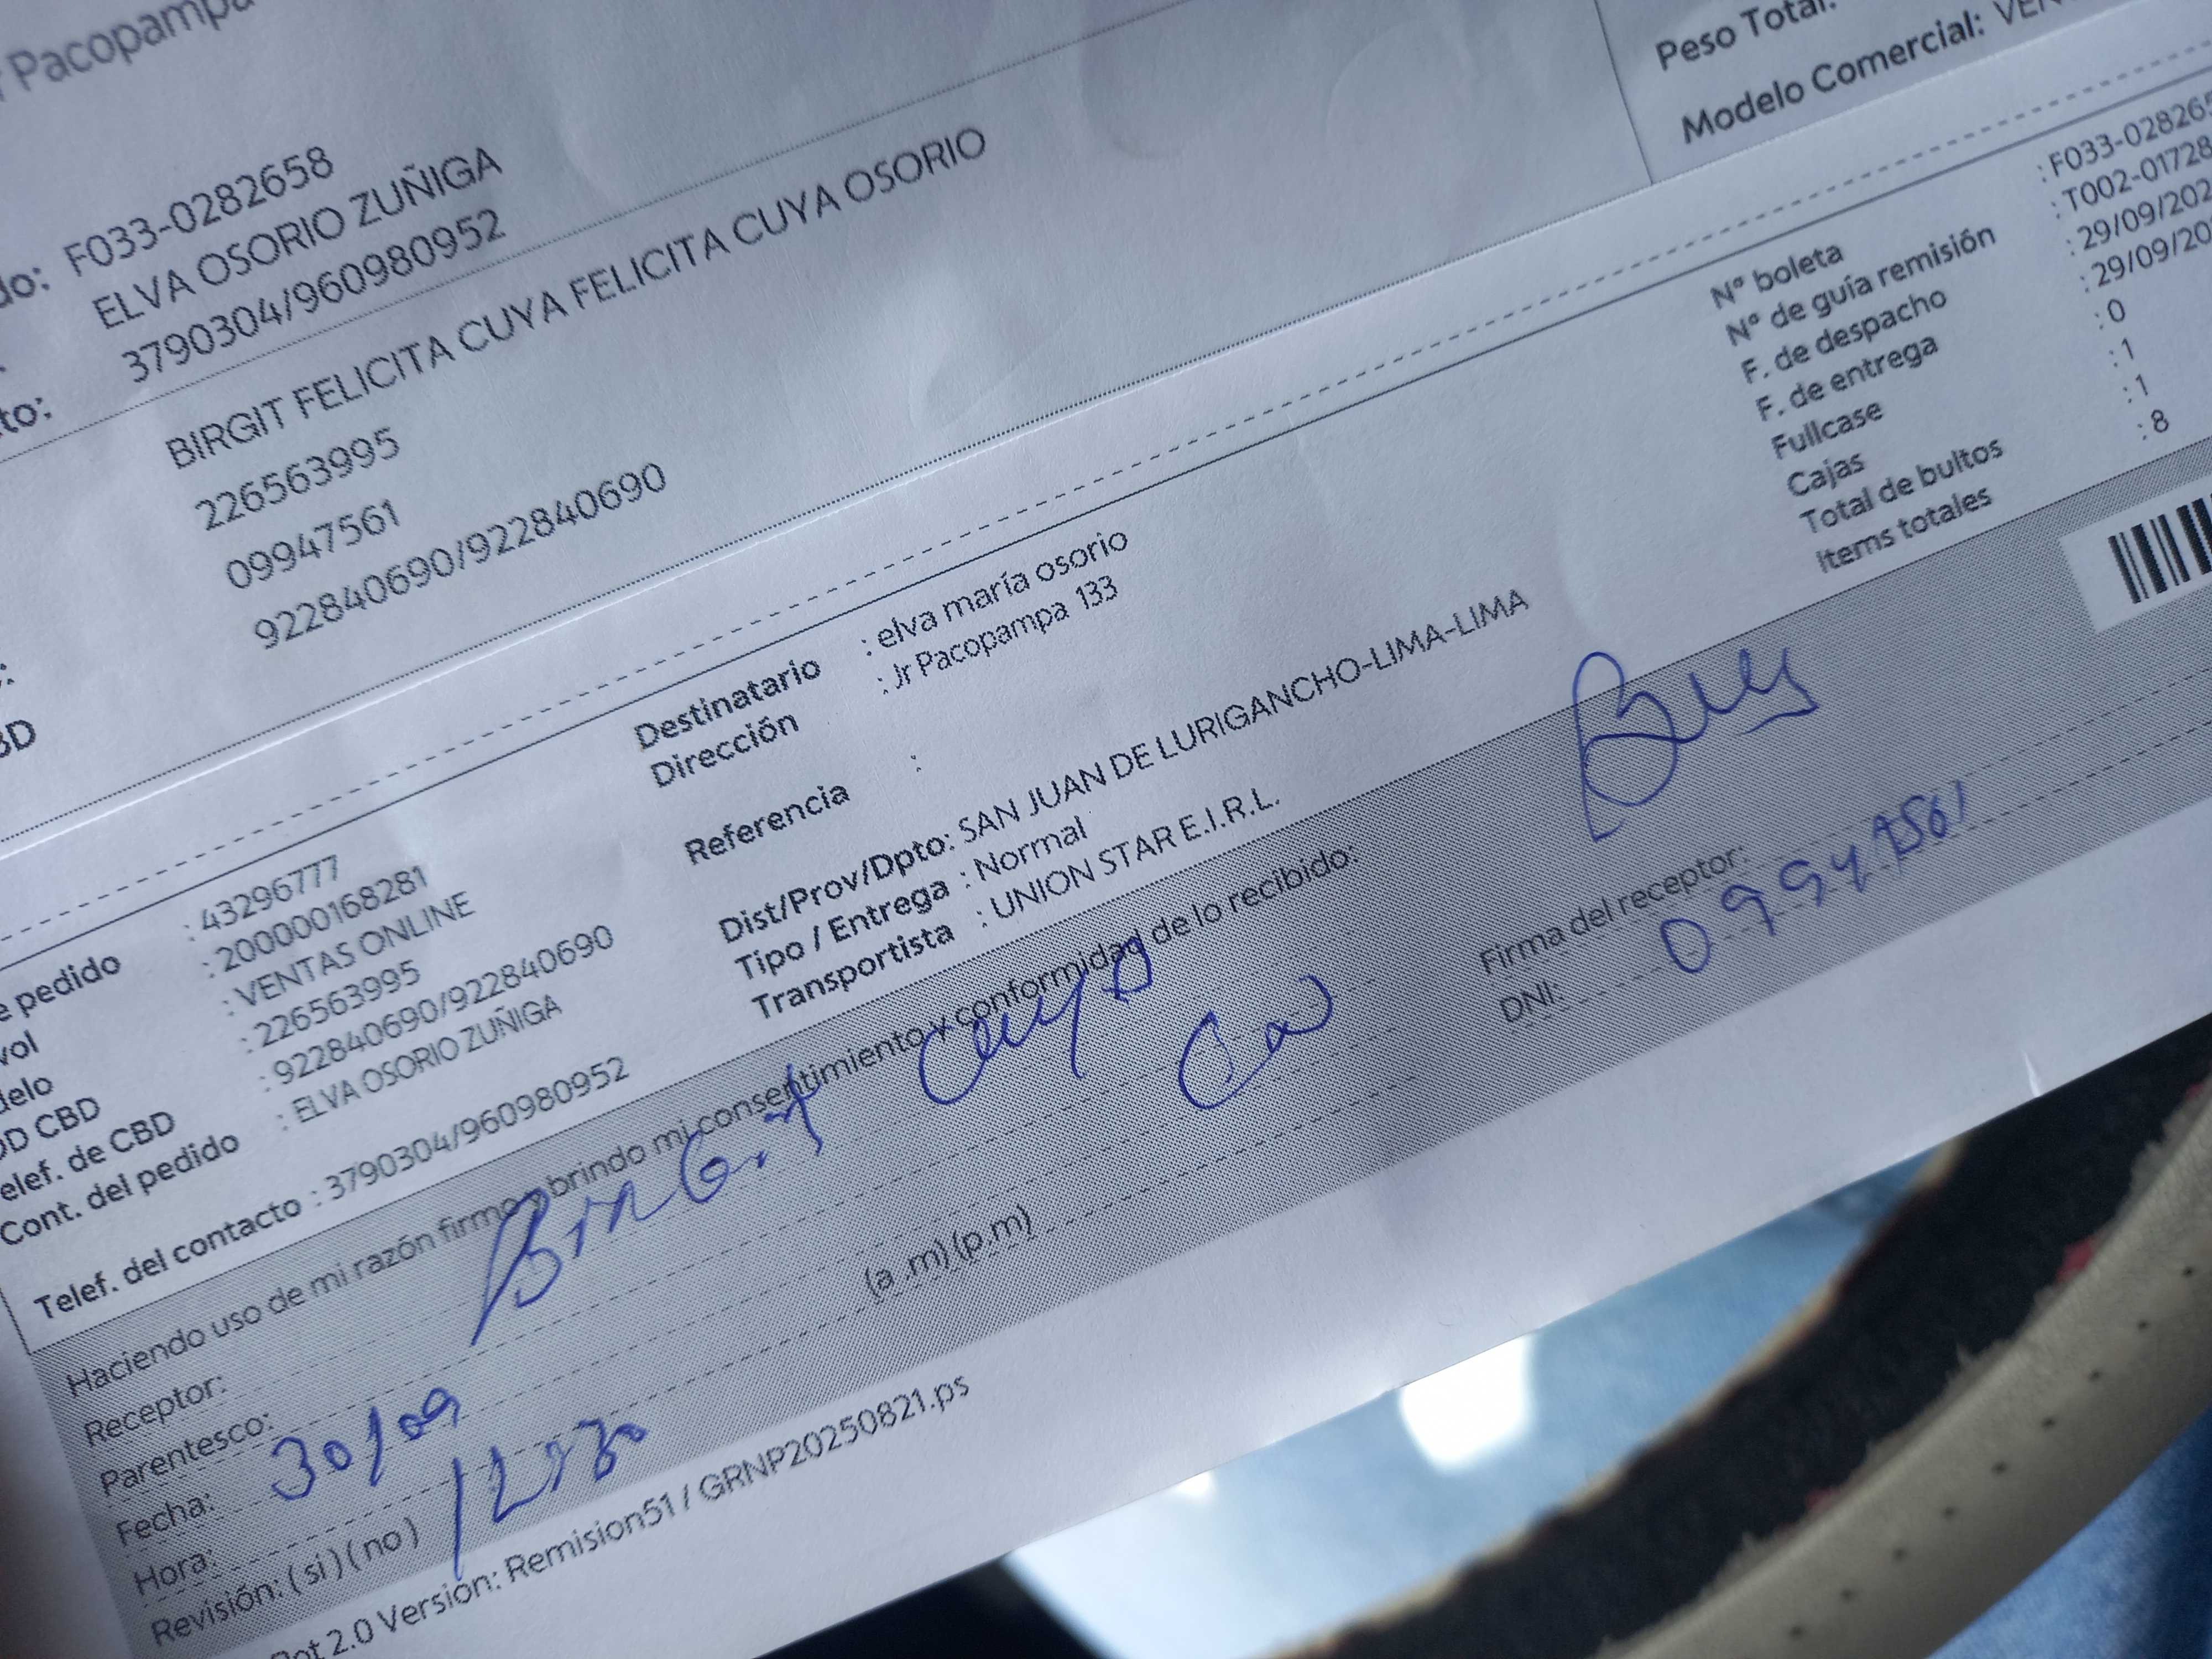 r Pacopampa
do: F033-0282658
ELVA OSORIO ZUÑIGA
to: 3790304/960980952
BIRGIT FELICITA CUYA FELICITA CUYA OSORIO
226563995
09947561
BD 922840690/922840690
Peso Total:
Modelo Comercial:
e pedido : 43296777
vol : 200000168281
delo : VENTAS ONLINE
OD CBD : 226563995
elef. de CBD : 922840690/922840690
Cont. del pedido : ELVA OSORIO ZUÑIGA
Telef. del contacto : 3790304/960980952
Destinatario : elva maría osorio
Dirección : Jr Pacopampa 133
Referencia :
Dist/Prov/Dpto: SAN JUAN DE LURIGANCHO-LIMA-LIMA
Tipo / Entrega : Normal
Transportista : UNION STAR E.I.R.L.
N° boleta : F033-028265
N° de guía remisión : T002-01728
F. de despacho : 29/09/202
F. de entrega : 29/09/20
Fullcase : 0
Cajas : 1
Total de bultos : 1
Items totales : 8
Haciendo uso de mi razón firmo y brindo mi consentimiento y conformidad de lo recibido:
Receptor: Birgit Cuya
Parentesco:
Fecha: 30/09
Hora: (a .m) (p.m)
Revisión: ( si ) ( no )
Firma del receptor:
DNI: 09947561
Bot 2.0 Version: Remision51 / GRNP20250821.ps